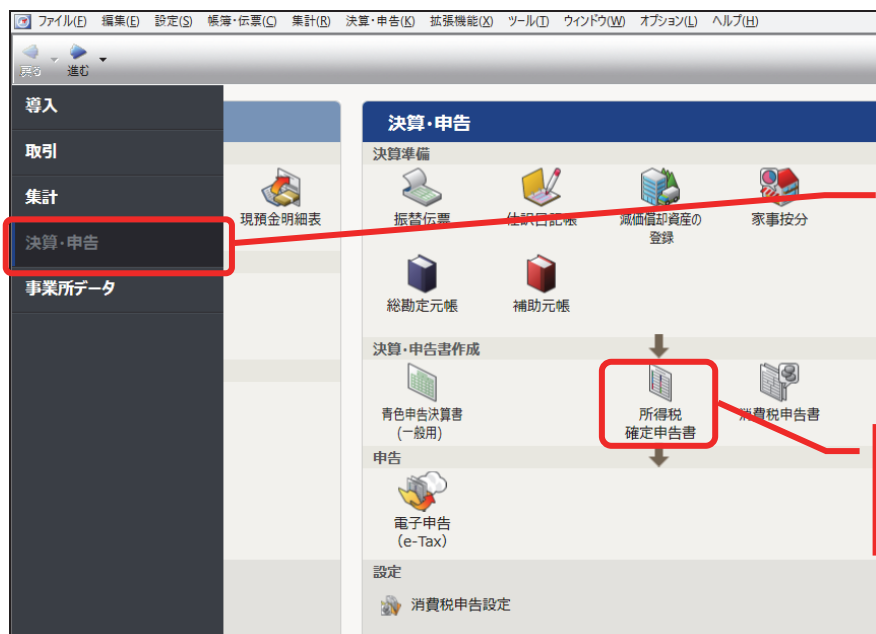 ファイル(F) 編集(E) 設定(S) 帳簿・伝票(C) 集計(R) 決算・申告(K) 拡張機能(X) ツール(T) ウィンドウ(W) オプション(L) ヘルプ(H)
戻る 進む
導入
取引
集計
決算・申告
事業所データ
現預金明細表
決算・申告
決算準備
振替伝票 仕訳日記帳 減価償却資産の 家事按分
登録
総勘定元帳 補助元帳
決算・申告書作成
青色申告決算書 所得税 消費税申告書
(一般用) 確定申告書
申告
電子申告
(e-Tax)
設定
消費税申告設定